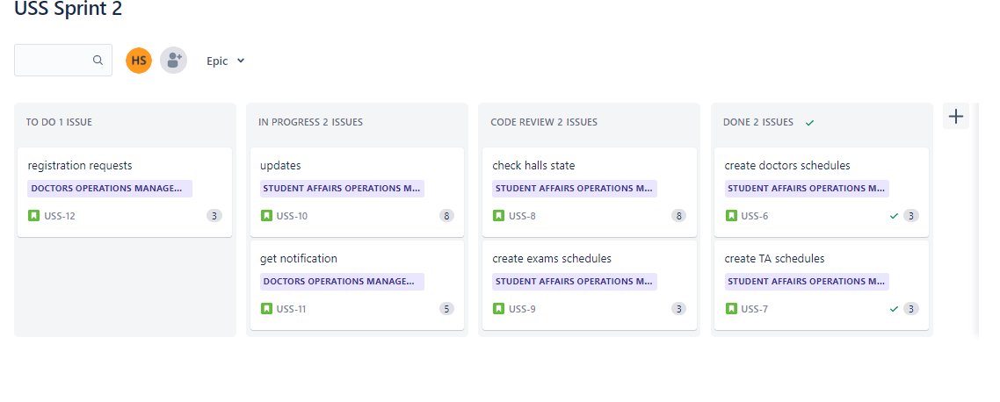 USS Sprint 2
HS
Epic
TO DO 1 ISSUE
registration requests
DOCTORS OPERATIONS MANAGE...
USS-12
3
IN PROGRESS 2 ISSUES
updates
STUDENT AFFAIRS OPERATIONS M...
USS-10
8
get notification
DOCTORS OPERATIONS MANAGE...
USS-11
5
CODE REVIEW 2 ISSUES
check halls state
STUDENT AFFAIRS OPERATIONS M...
USS-8
8
create exams schedules
STUDENT AFFAIRS OPERATIONS M...
USS-9
3
DONE 2 ISSUES
create doctors schedules
STUDENT AFFAIRS OPERATIONS M...
USS-6
3
create TA schedules
STUDENT AFFAIRS OPERATIONS M...
USS-7
3